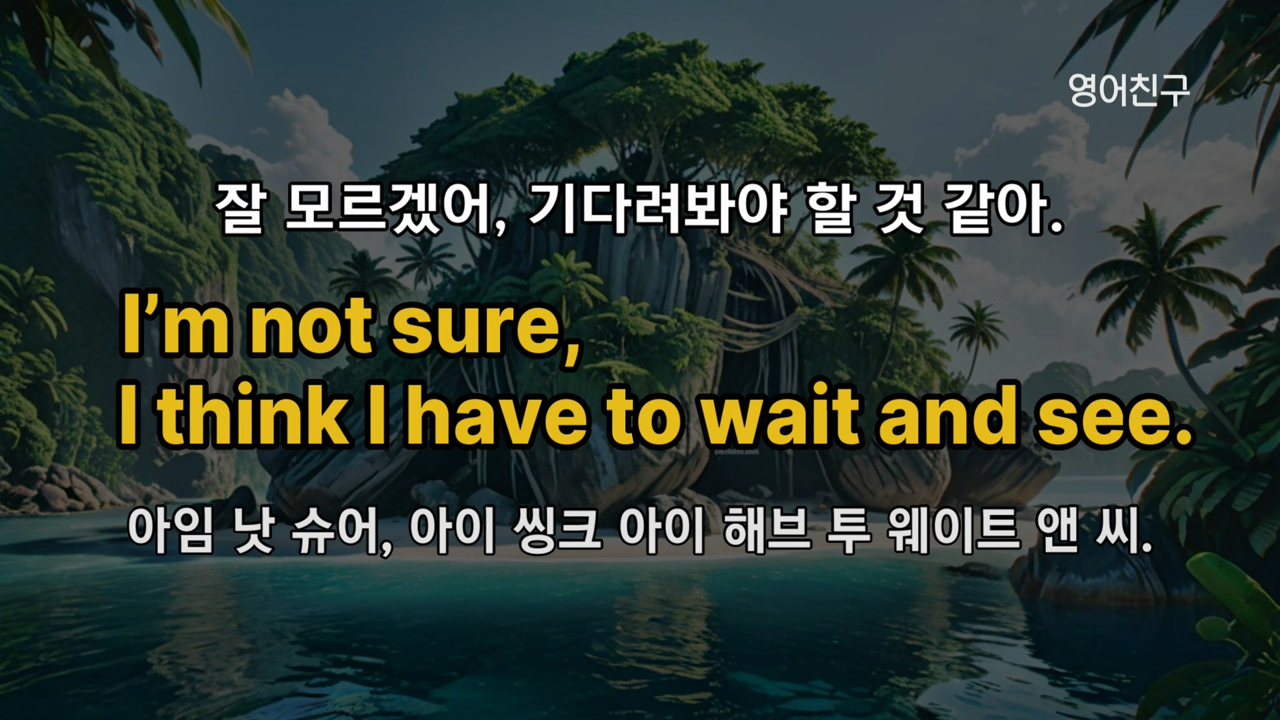 영어친구
잘 모르겠어, 기다려봐야 할 것 같아.
I’m not sure,
I think I have to wait and see.
아임 낫 슈어, 아이 씽크 아이 해브 투 웨이트 앤 씨.